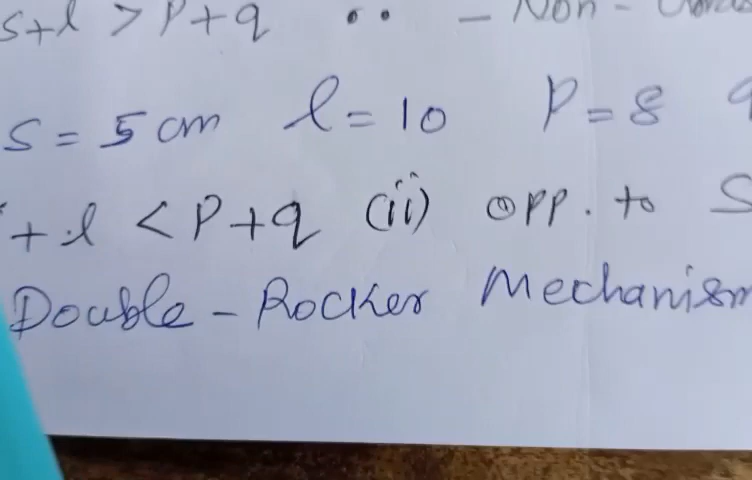 s+l > P+q .. - Non -
s = 5 cm l = 10 P = 8 q
+ l < P+q (ii) opp. to S
Double - Rocker Mechanism